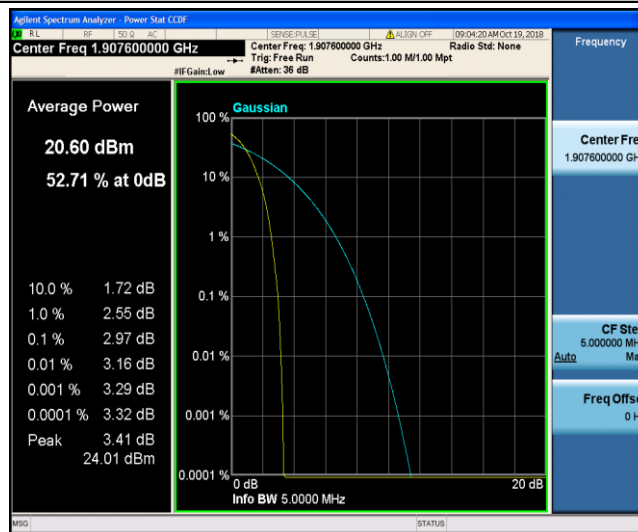 Agilent Spectrum Analyzer - Power Stat CCDF
RL RF 50 Ω AC SENSE:PULSE ALIGN OFF 09:04:20 AM Oct 19, 2018
Center Freq 1.907600000 GHz
Center Freq: 1.907600000 GHz Radio Std: None
Trig: Free Run Counts:1.00 M/1.00 Mpt
#IFGain:Low #Atten: 36 dB
Frequency
Average Power
20.60 dBm
52.71 % at 0dB
10.0 % 1.72 dB
1.0 % 2.55 dB
0.1 % 2.97 dB
0.01 % 3.16 dB
0.001 % 3.29 dB
0.0001 % 3.32 dB
Peak 3.41 dB
24.01 dBm
Gaussian
100 %
10 %
1 %
0.1 %
0.01 %
0.001 %
0.0001 %
0 dB 20 dB
Info BW 5.0000 MHz
Center Fre
1.907600000 GH
CF Ste
5.000000 MH
Auto Ma
Freq Offse
0 H
MSG STATUS